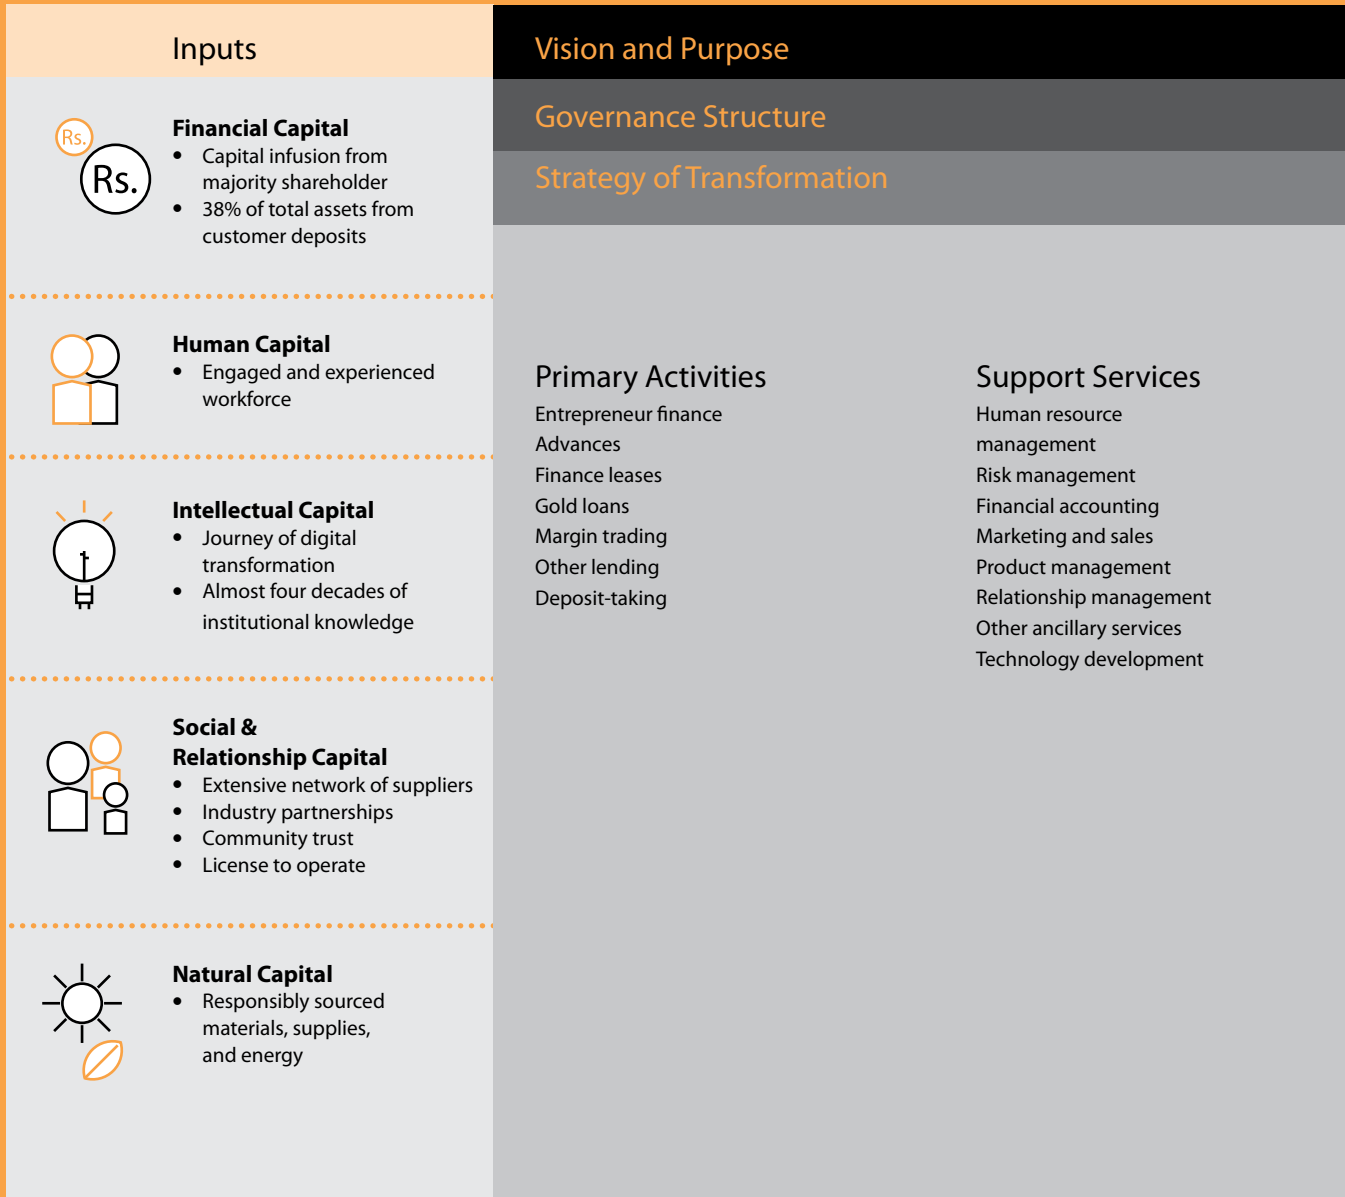 Inputs
Rs.
Rs.
Financial Capital
• Capital infusion from
majority shareholder
• 38% of total assets from
customer deposits
Human Capital
• Engaged and experienced
workforce
Intellectual Capital
• Journey of digital
transformation
• Almost four decades of
institutional knowledge
Social &
Relationship Capital
• Extensive network of suppliers
• Industry partnerships
• Community trust
• License to operate
Natural Capital
• Responsibly sourced
materials, supplies,
and energy
Vision and Purpose
Governance Structure
Strategy of Transformation
Primary Activities
Entrepreneur finance
Advances
Finance leases
Gold loans
Margin trading
Other lending
Deposit-taking
Support Services
Human resource
management
Risk management
Financial accounting
Marketing and sales
Product management
Relationship management
Other ancillary services
Technology development